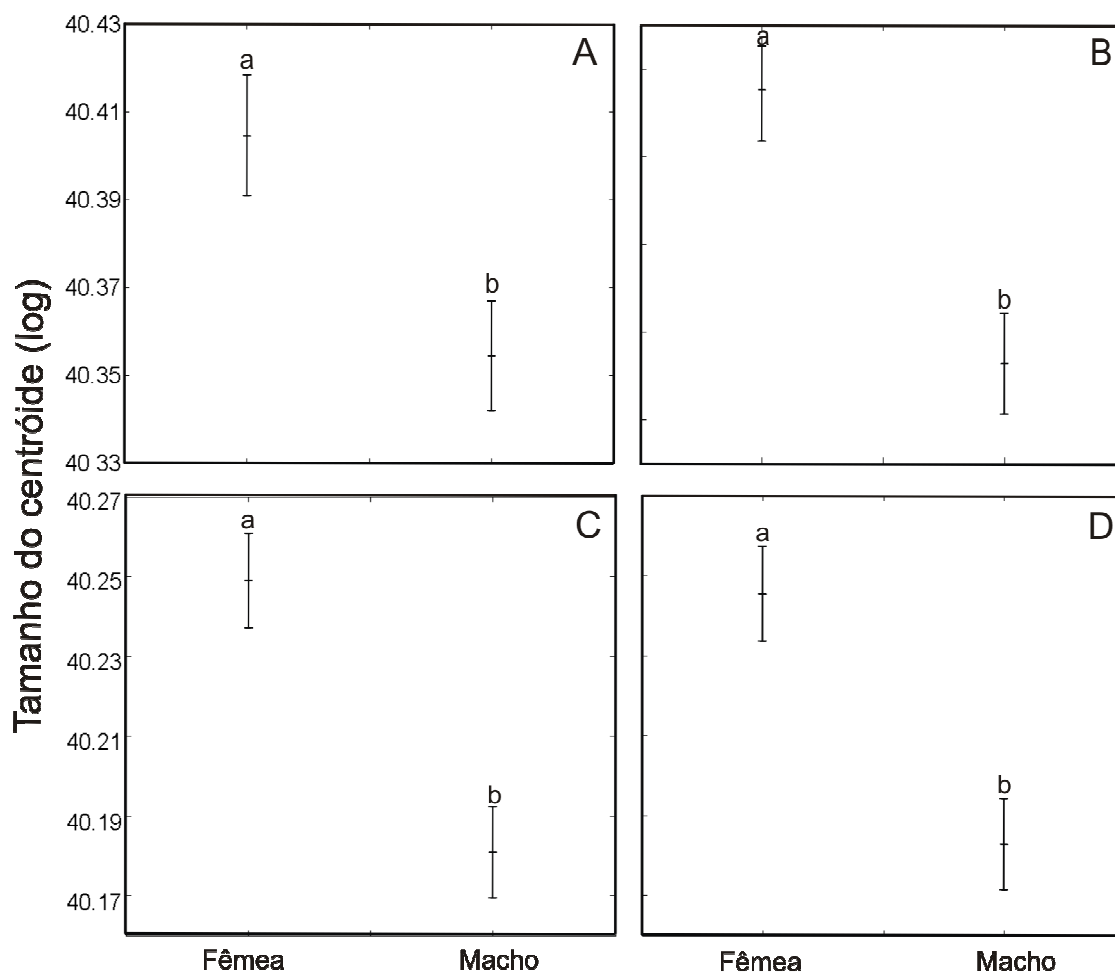 Tamanho do centróide (log)
40.43
40.41
40.39
40.37
40.35
40.33
a
b
A
a
b
B
40.27
40.25
40.23
40.21
40.19
40.17
a
b
C
a
b
D
Fêmea Macho Fêmea Macho